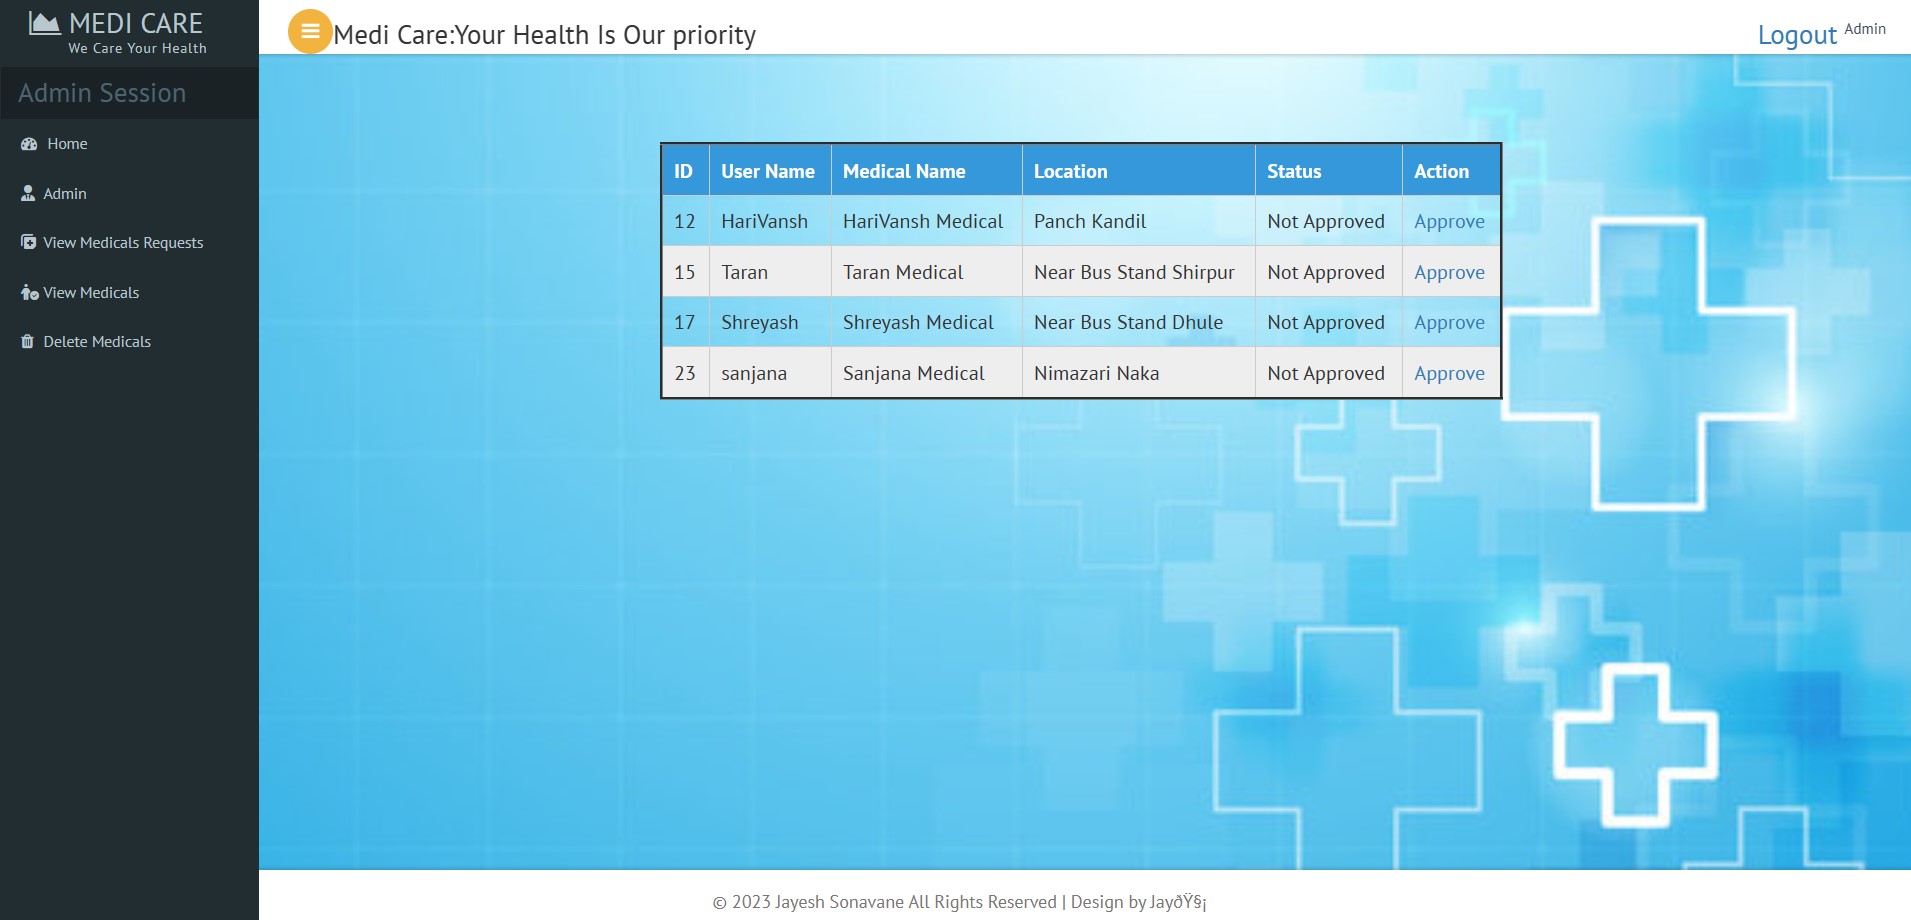 MEDI CARE
We Care Your Health
Admin Session
Home
Admin
View Medicals Requests
View Medicals
Delete Medicals
Medi Care:Your Health Is Our priority
Logout Admin
ID User Name Medical Name Location Status Action
12 HariVansh HariVansh Medical Panch Kandil Not Approved Approve
15 Taran Taran Medical Near Bus Stand Shirpur Not Approved Approve
17 Shreyash Shreyash Medical Near Bus Stand Dhule Not Approved Approve
23 sanjana Sanjana Medical Nimazari Naka Not Approved Approve
© 2023 Jayesh Sonavane All Rights Reserved | Design by JayðŸ§¡